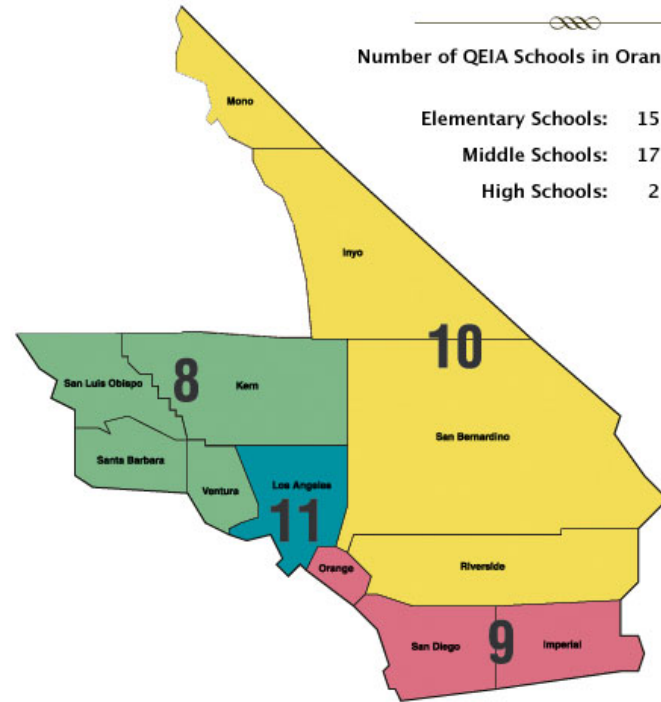 Number of QEIA Schools in Oran
Elementary Schools: 15
Middle Schools: 17
High Schools: 2
Mono
Inyo
10
San Luis Obispo
8
Kern
San Bernardino
Santa Barbara
Ventura
Los Angeles
11
Orange
Riverside
San Diego
9
Imperial